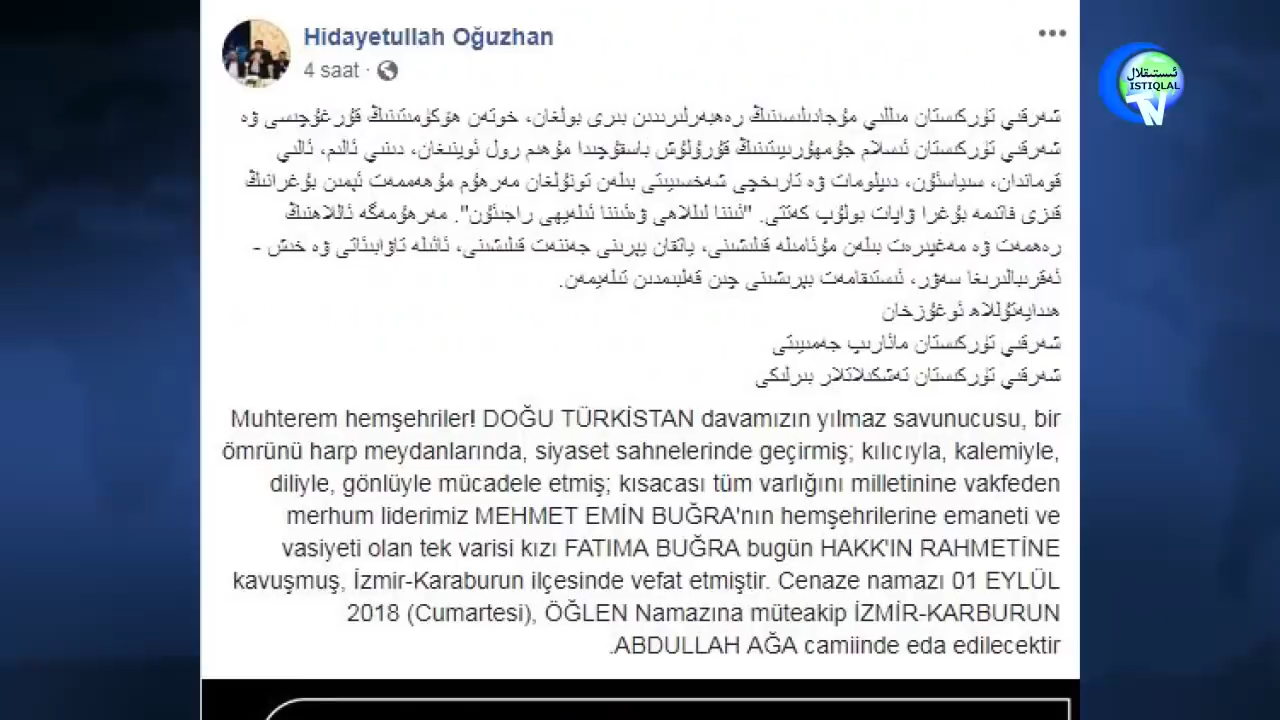 Hidayetullah Oğuzhan
4 saat ·
ئىستىقلال
ISTIQLAL
TV
شەرقىي تۈركىستان مىللىي مۇجادىلىسىنىڭ رەھبەرلىرىدىن بىرى بولغان، خوتەن ھۆكۈمىتىنىڭ قۇرغۇچىسى ۋە
شەرقىي تۈركىستان ئىسلام جۇمھۇرىيىتىنىڭ قۇرۇلۇش باسقۇچىدا مۇھىم رول ئوينىغان، دىنىي ئالىم، ئالىي
قوماندان، سىياسئون، دىپلومات ۋە تارىخچى شەخسىيىتى بىلەن تونۇلغان مەرھۇم مۇھەممەت ئېمىن بۇغرانىڭ
قىزى فاتىمە بۇغرا ۋاپات بولۇپ كەتتى. "ئىننا لىللاھى ۋەئىننا ئىلەيھى راجىئۇن". مەرھۇمەگە ئاللاھنىڭ
رەھمەت ۋە مەغپىرەت بىلەن مۇئامىلە قىلىشىنى، ياتقان يېرىنى جەننەت قىلىشىنى، ئائىلە تاۋابىئاتى ۋە خىش -
ئەقرىبالىرىغا سەۋر، ئىستىقامەت بېرىشىنى چىن قەلبىمدىن تىلەيمەن.
ھىدايەتۇللاھ ئوغۇزخان
شەرقىي تۈركىستان مائارىپ جەمىيىتى
شەرقىي تۈركىستان تەشكىلاتلار بىرلىكى
Muhterem hemşehriler! DOĞU TÜRKİSTAN davamızın yılmaz savunucusu, bir
ömrünü harp meydanlarında, siyaset sahnelerinde geçirmiş; kılıcıyla, kalemiyle,
diliyle, gönlüyle mücadele etmiş; kısacası tüm varlığını milletinine vakfeden
merhum liderimiz MEHMET EMİN BUĞRA'nın hemşehrilerine emaneti ve
vasiyeti olan tek varisi kızı FATIMA BUĞRA bugün HAKK'IN RAHMETİNE
kavuşmuş, İzmir-Karaburun ilçesinde vefat etmiştir. Cenaze namazı 01 EYLÜL
2018 (Cumartesi), ÖĞLEN Namazına müteakip İZMİR-KARBURUN
ABDULLAH AĞA camiinde eda edilecektir.